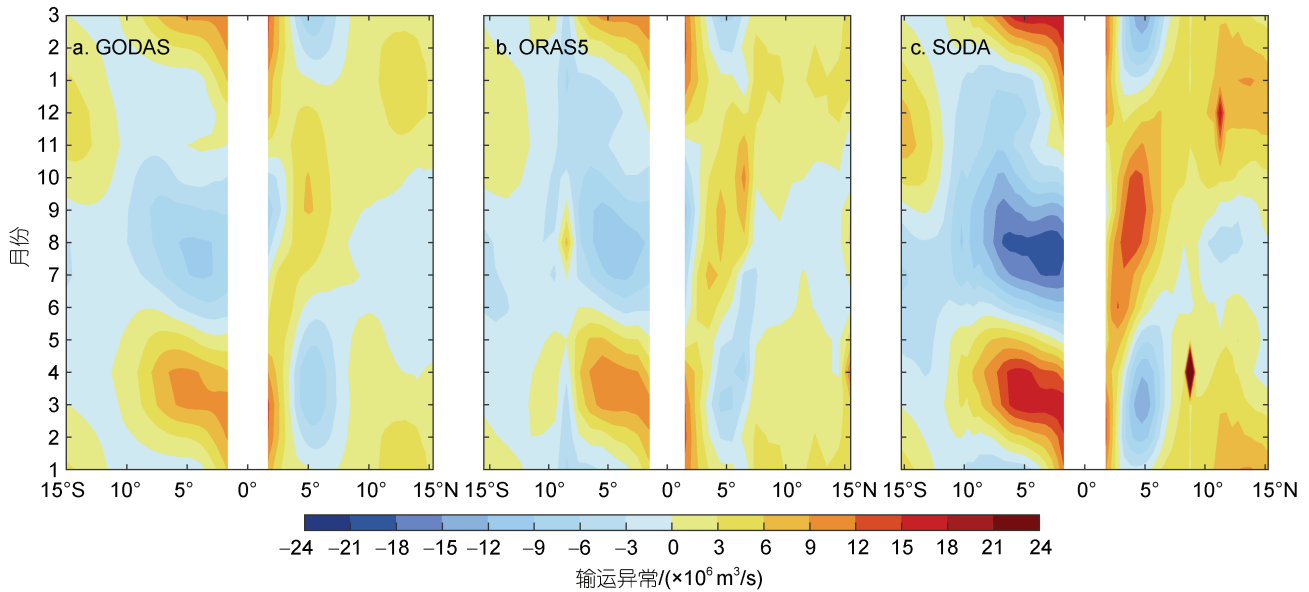 a. GODAS
b. ORAS5
c. SODA
月份
3
2
1
12
11
10
9
8
7
6
5
4
3
2
1
15°S 10° 5° 0° 5° 10° 15°N
15°S 10° 5° 0° 5° 10° 15°N
15°S 10° 5° 0° 5° 10° 15°N
−24 −21 −18 −15 −12 −9 −6 −3 0 3 6 9 12 15 18 21 24
输运异常/(×10⁶ m³/s)